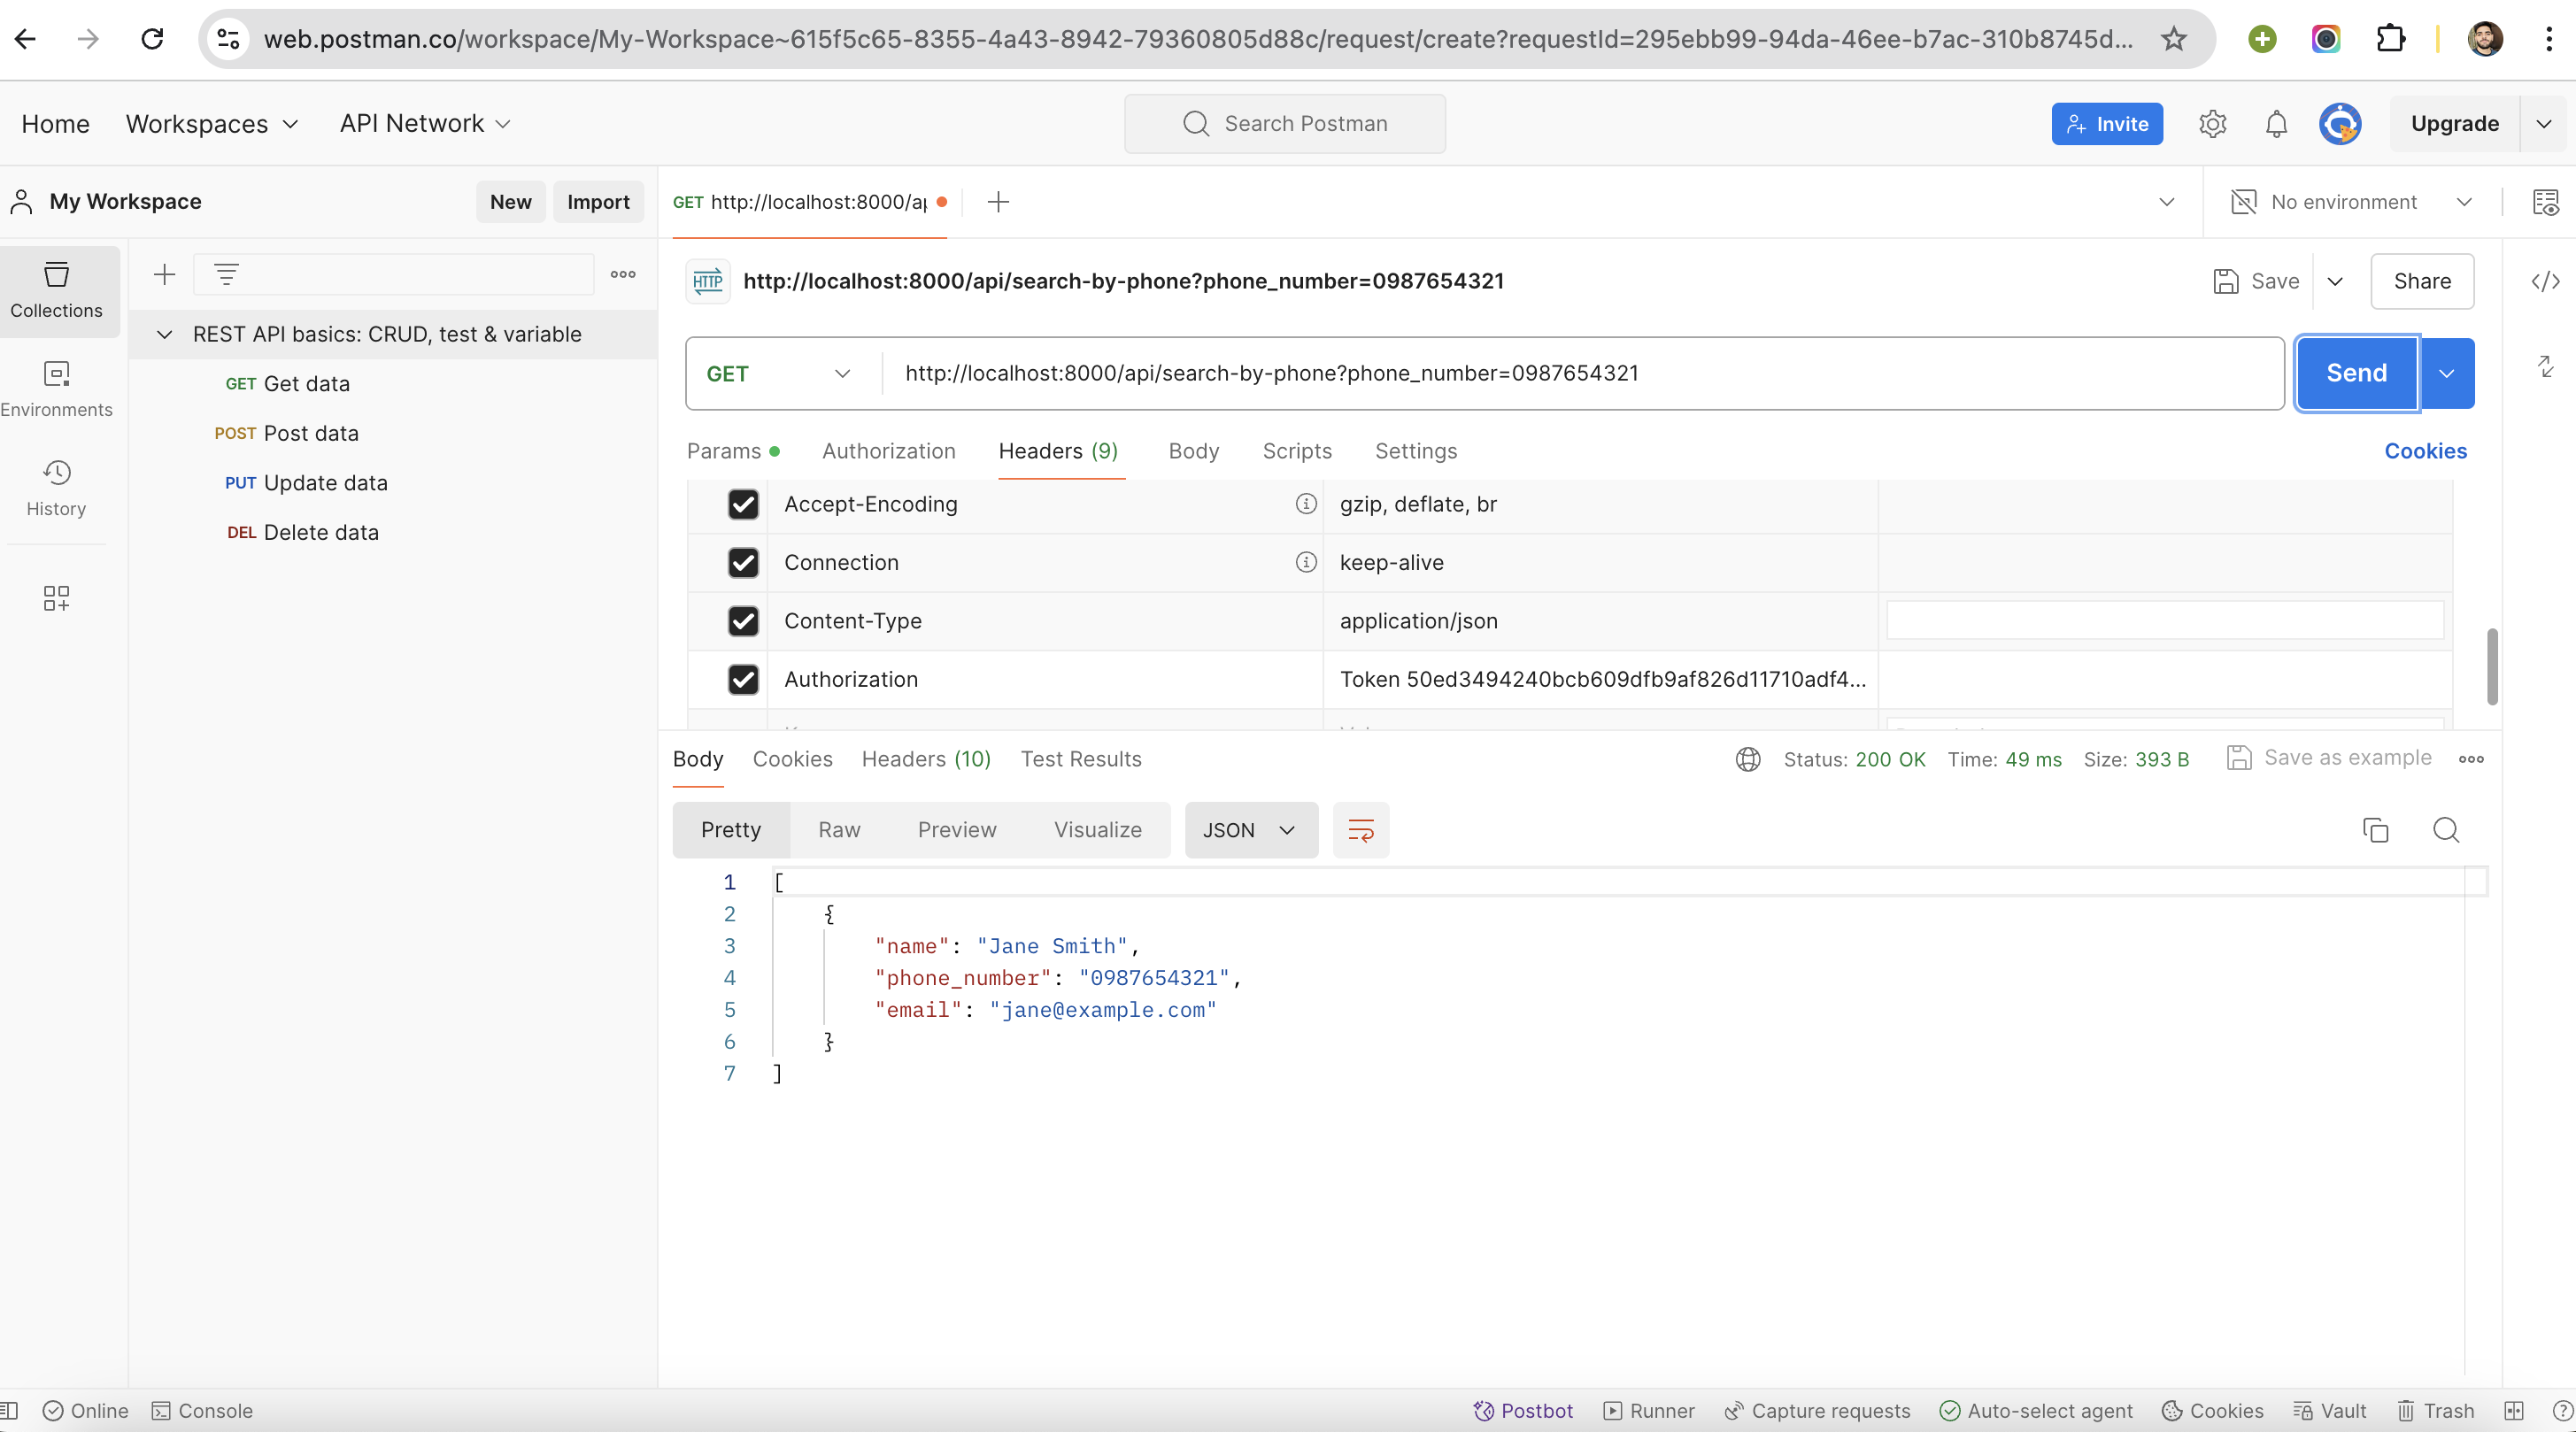 web.postman.co/workspace/My-Workspace~615f5c65-8355-4a43-8942-79360805d88c/request/create?requestId=295ebb99-94da-46ee-b7ac-310b8745d...
Home Workspaces API Network Search Postman Invite Upgrade
My Workspace New Import GET http://localhost:8000/ap No environment
Collections
Environments
History
REST API basics: CRUD, test & variable
GET Get data
POST Post data
PUT Update data
DEL Delete data
HTTP http://localhost:8000/api/search-by-phone?phone_number=0987654321 Save Share
GET http://localhost:8000/api/search-by-phone?phone_number=0987654321 Send
Params Authorization Headers (9) Body Scripts Settings Cookies
Accept-Encoding gzip, deflate, br
Connection keep-alive
Content-Type application/json
Authorization Token 50ed3494240bcb609dfb9af826d11710adf4...
Body Cookies Headers (10) Test Results Status: 200 OK Time: 49 ms Size: 393 B Save as example
Pretty Raw Preview Visualize JSON
1 [
2 {
3 "name": "Jane Smith",
4 "phone_number": "0987654321",
5 "email": "jane@example.com"
6 }
7 ]
Online Console Postbot Runner Capture requests Auto-select agent Cookies Vault Trash